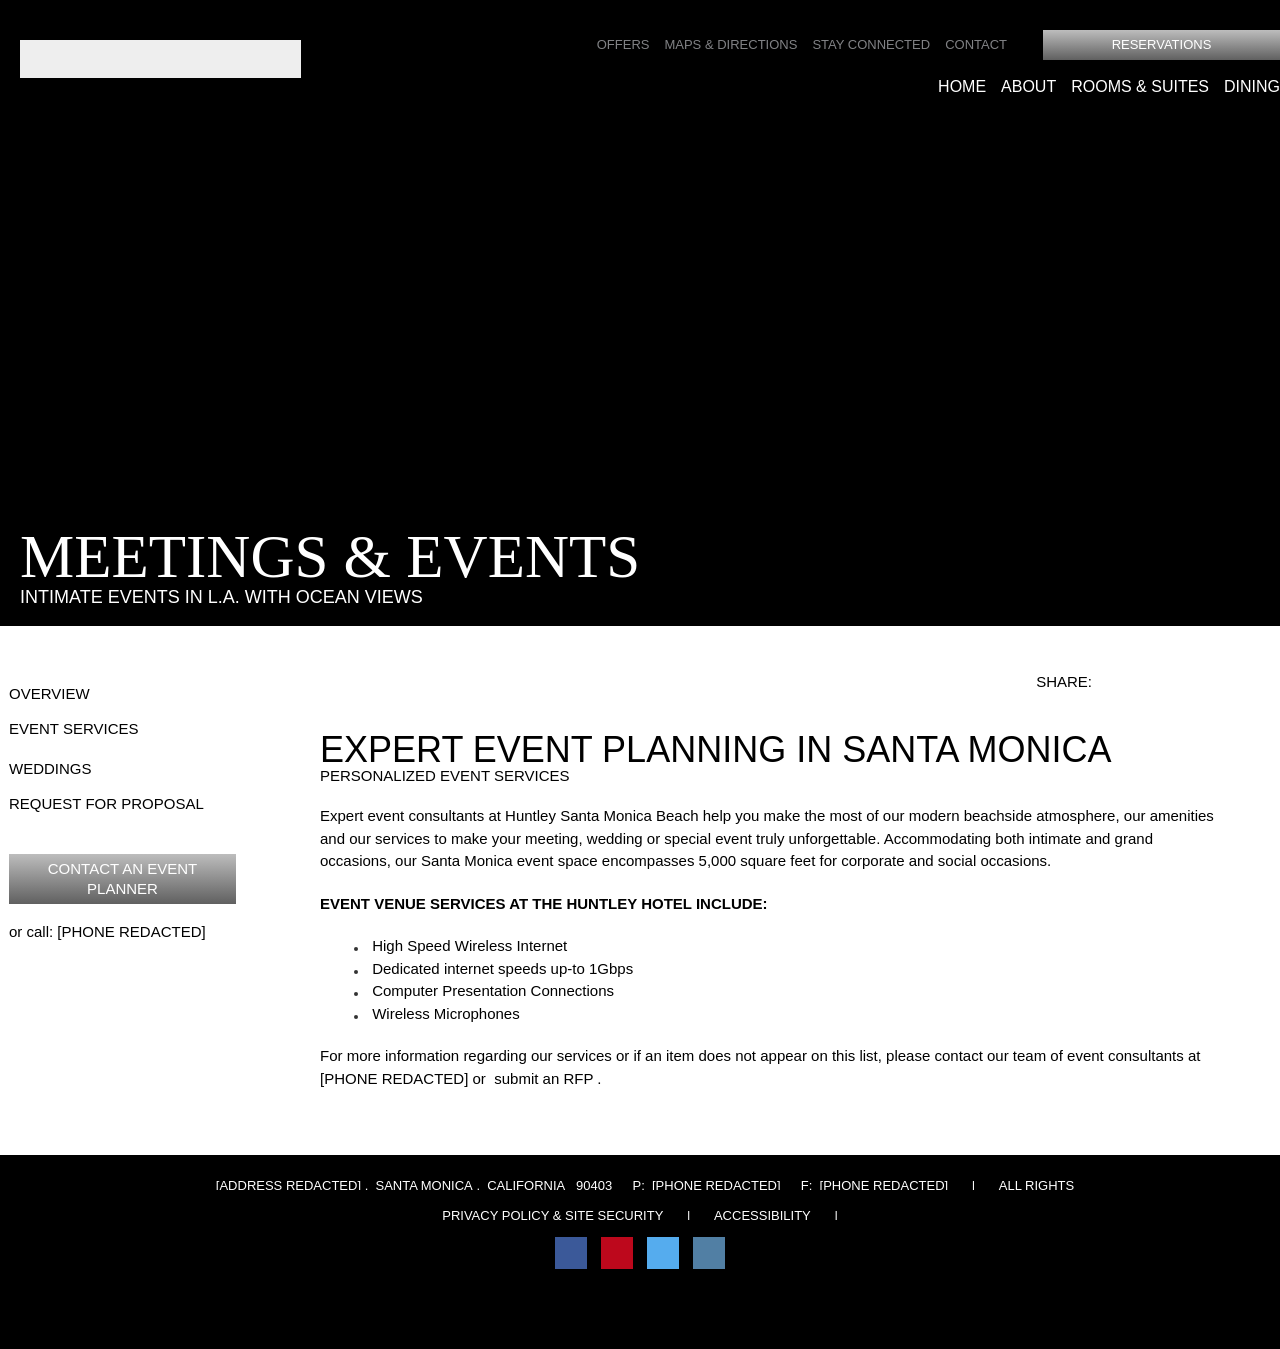 OFFERS MAPS & DIRECTIONS STAY CONNECTED CONTACT RESERVATIONS
HOME ABOUT ROOMS & SUITES DINING
MEETINGS & EVENTS
INTIMATE EVENTS IN L.A. WITH OCEAN VIEWS
SHARE:
OVERVIEW
EVENT SERVICES
WEDDINGS
REQUEST FOR PROPOSAL
CONTACT AN EVENT
PLANNER
or call: [PHONE REDACTED]
EXPERT EVENT PLANNING IN SANTA MONICA
PERSONALIZED EVENT SERVICES
Expert event consultants at Huntley Santa Monica Beach help you make the most of our modern beachside atmosphere, our amenities
and our services to make your meeting, wedding or special event truly unforgettable. Accommodating both intimate and grand
occasions, our Santa Monica event space encompasses 5,000 square feet for corporate and social occasions.
EVENT VENUE SERVICES AT THE HUNTLEY HOTEL INCLUDE:
• High Speed Wireless Internet
• Dedicated internet speeds up-to 1Gbps
• Computer Presentation Connections
• Wireless Microphones
For more information regarding our services or if an item does not appear on this list, please contact our team of event consultants at
[PHONE REDACTED] or submit an RFP .
[ADDRESS REDACTED] . SANTA MONICA . CALIFORNIA 90403 P: [PHONE REDACTED] F: [PHONE REDACTED] | ALL RIGHTS
PRIVACY POLICY & SITE SECURITY | ACCESSIBILITY |